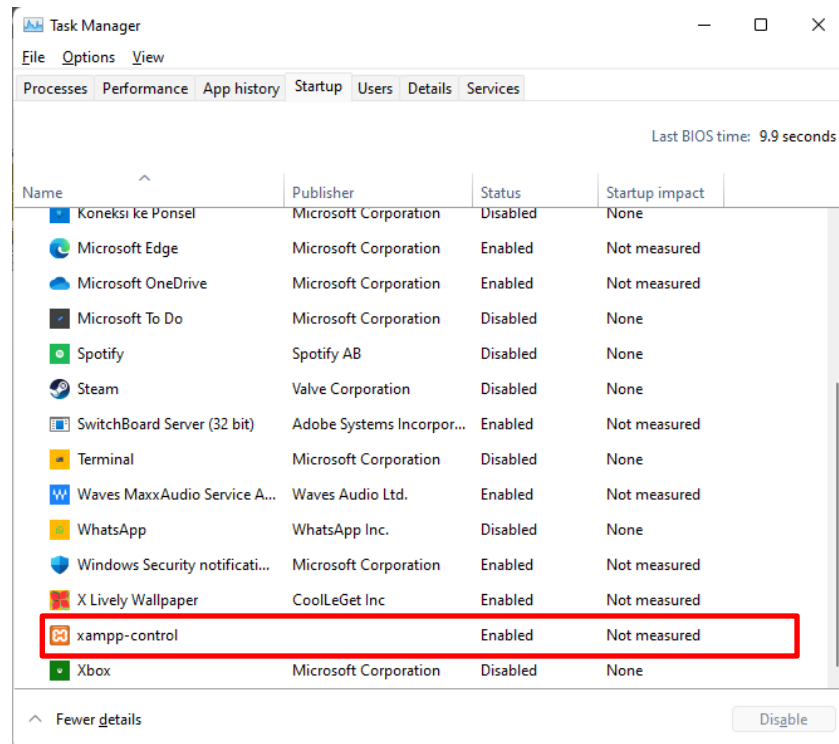 Task Manager
File Options View
Processes Performance App history Startup Users Details Services
Last BIOS time: 9.9 seconds
Name Publisher Status Startup impact
Koneksi ke Ponsel Microsoft Corporation Disabled None
Microsoft Edge Microsoft Corporation Enabled Not measured
Microsoft OneDrive Microsoft Corporation Enabled Not measured
Microsoft To Do Microsoft Corporation Disabled None
Spotify Spotify AB Disabled None
Steam Valve Corporation Disabled None
SwitchBoard Server (32 bit) Adobe Systems Incorpor... Enabled Not measured
Terminal Microsoft Corporation Disabled None
Waves MaxxAudio Service A... Waves Audio Ltd. Enabled Not measured
WhatsApp WhatsApp Inc. Disabled None
Windows Security notificati... Microsoft Corporation Enabled Not measured
X Lively Wallpaper CoolLeGet Inc Enabled Not measured
xampp-control Enabled Not measured
Xbox Microsoft Corporation Disabled None
Fewer details Disable